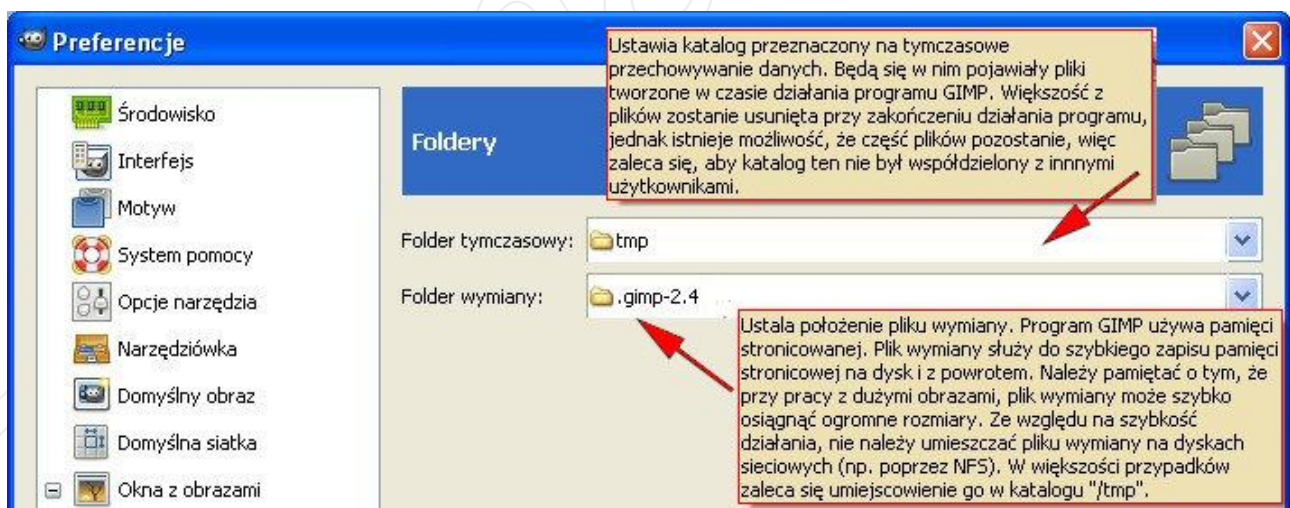 Preferencje
Ustawia katalog przeznaczony na tymczasowe
przechowywanie danych. Będą się w nim pojawiały pliki
tworzone w czasie działania programu GIMP. Większość z
plików zostanie usunięta przy zakończeniu działania programu,
jednak istnieje możliwość, że część plików pozostanie, więc
zaleca się, aby katalog ten nie był współdzielony z innnymi
użytkownikami.
Środowisko
Interfejs
Motyw
System pomocy
Opcje narzędzia
Narzędziówka
Domyślny obraz
Domyślna siatka
Okna z obrazami
Foldery
Folder tymczasowy:
tmp
Folder wymiany:
.gimp-2.4
Ustala położenie pliku wymiany. Program GIMP używa pamięci
stronicowanej. Plik wymiany służy do szybkiego zapisu pamięci
stronicowej na dysk i z powrotem. Należy pamiętać o tym, że
przy pracy z dużymi obrazami, plik wymiany może szybko
osiągnąć ogromne rozmiary. Ze względu na szybkość
działania, nie należy umieszczać pliku wymiany na dyskach
sieciowych (np. poprzez NFS). W większości przypadków
zaleca się umiejscowienie go w katalogu "/tmp".